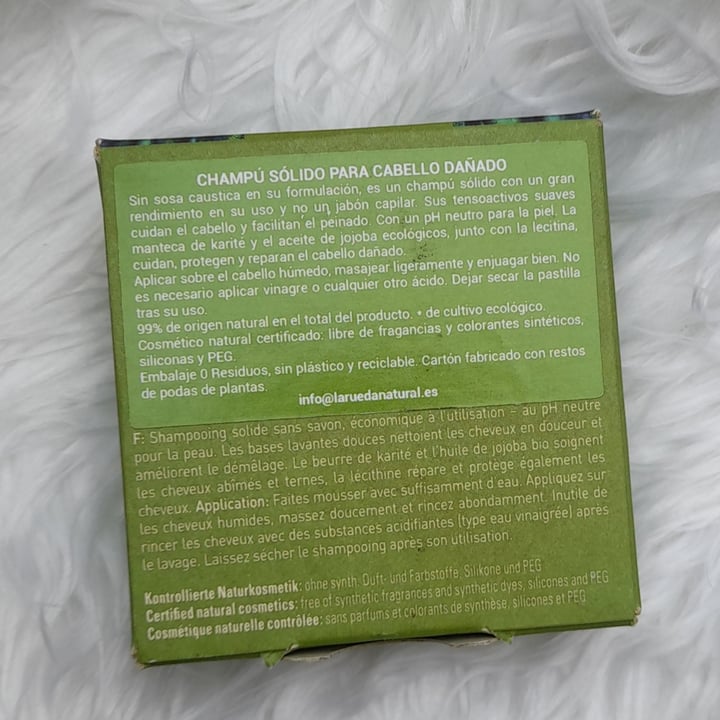 CHAMPÚ SÓLIDO PARA CABELLO DAÑADO
Sin sosa caustica en su formulación, es un champú sólido con un gran
rendimiento en su uso y no un jabón capilar. Sus tensoactivos suaves
cuidan el cabello y facilitan el peinado. Con un pH neutro para la piel. La
manteca de karité y el aceite de jojoba ecológicos, junto con la lecitina,
cuidan, protegen y reparan el cabello dañado.
Aplicar sobre el cabello húmedo, masajear ligeramente y enjuagar bien. No
es necesario aplicar vinagre o cualquier otro ácido. Dejar secar la pastilla
tras su uso.
99% de origen natural en el total del producto. * de cultivo ecológico.
Cosmético natural certificado: libre de fragancias y colorantes sintéticos,
siliconas y PEG.
Embalaje 0 Residuos, sin plástico y reciclable. Cartón fabricado con restos
de podas de plantas.
info@laruedanatural.es
F: Shampooing solide sans savon, économique à l'utilisation – au pH neutre
pour la peau. Les bases lavantes douces nettoient les cheveux en douceur et
améliorent le démêlage. Le beurre de karité et l'huile de jojoba bio soignent
les cheveux abîmés et ternes, la lécithine répare et protège également les
cheveux. Application: Faites mousser avec suffisamment d'eau. Appliquez sur
les cheveux humides, massez doucement et rincez abondamment. Inutile de
rincer les cheveux avec des substances acidifiantes (type eau vinaigrée) après
le lavage. Laissez sécher le shampooing après son utilisation.
Kontrollierte Naturkosmetik: ohne synth. Duft- und Farbstoffe, Silikone und PEG
Certified natural cosmetics: free of synthetic fragrances and synthetic dyes, silicones and PEG
Cosmétique naturelle contrôlée: sans parfums et colorants de synthèse, silicones et PEG